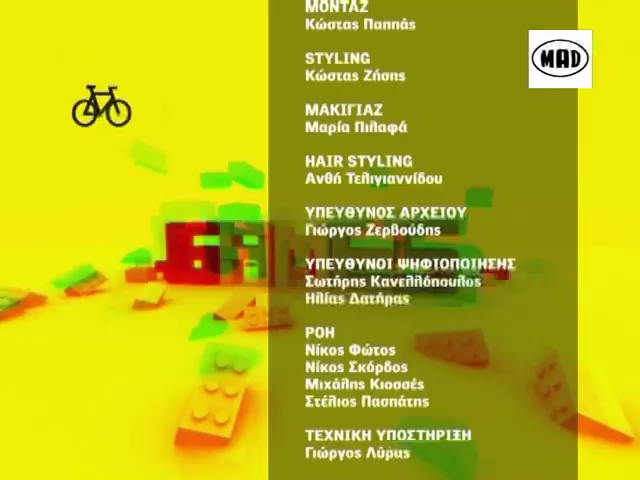 ΜΟΝΤΑΖ
Κώστας Παππάς
MAD
STYLING
Κώστας Ζήσης
ΜΑΚΙΓΙΑΖ
Μαρία Πιλαφά
HAIR STYLING
Ανθή Τελιγιαννίδου
ΥΠΕΥΘΥΝΟΣ ΑΡΧΕΙΟΥ
Γιώργος Ζερβούδης
GAMES
ΥΠΕΥΘΥΝΟΙ ΨΗΦΙΟΠΟΙΗΣΗΣ
Σωτήρης Κανελλόπουλος
Ηλίας Δατήρας
ΡΟΗ
Νίκος Φώτος
Νίκος Σκόρδος
Μιχάλης Κιοσσές
Στέλιος Πασπάτης
ΤΕΧΝΙΚΗ ΥΠΟΣΤΗΡΙΞΗ
Γιώργος Λύρας